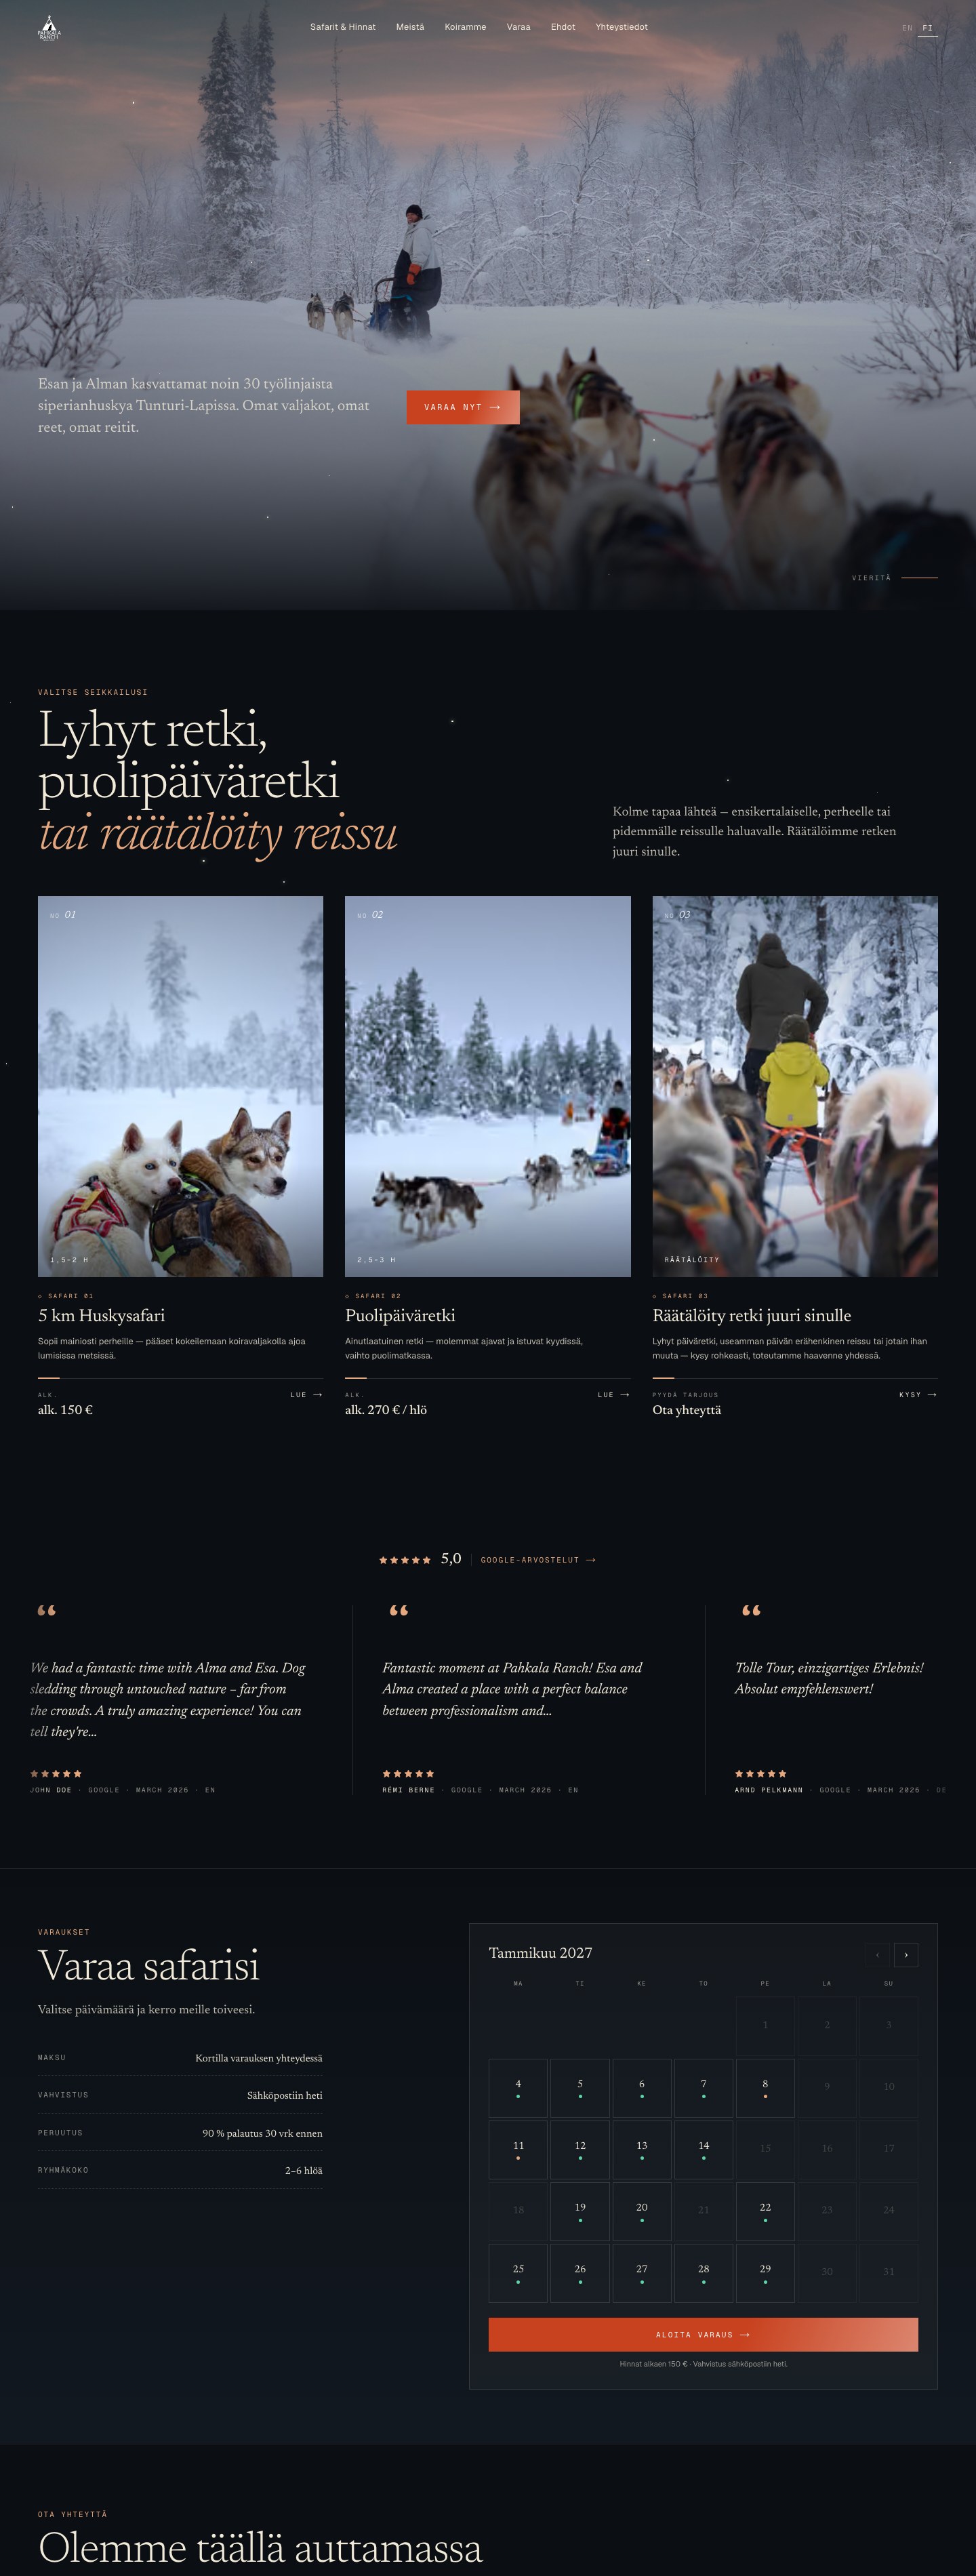 PAHKALA
RANCH
Safarit & Hinnat
Meistä
Koiramme
Varaa
Ehdot
Yhteystiedot
EN
FI
Esan ja Alman kasvattamat noin 30 työlinjaista
siperianhuskya Tunturi-Lapissa. Omat valjakot, omat
reet, omat reitit.
VARAA NYT →
VIERITÄ
VALITSE SEIKKAILUSI
Lyhyt retki,
puolipäiväretki
tai räätälöity reissu
Kolme tapaa lähteä — ensikertalaiselle, perheelle tai
pidemmälle reissulle haluavalle. Räätälöimme retken
juuri sinulle.
NO 01
1,5–2 H
◇ SAFARI 01
5 km Huskysafari
Sopii mainiosti perheille — pääset kokeilemaan koiravaljakolla ajoa
lumisissa metsissä.
ALK.
LUE →
alk. 150 €
NO 02
2,5–3 H
◇ SAFARI 02
Puolipäiväretki
Ainutlaatuinen retki — molemmat ajavat ja istuvat kyydissä,
vaihto puolimatkassa.
ALK.
LUE →
alk. 270 € / hlö
NO 03
RÄÄTÄLÖITY
◇ SAFARI 03
Räätälöity retki juuri sinulle
Lyhyt päiväretki, useamman päivän erähenkinen reissu tai jotain ihan
muuta — kysy rohkeasti, toteutamme haavenne yhdessä.
PYYDÄ TARJOUS
KYSY →
Ota yhteyttä
★★★★★ 5,0 GOOGLE-ARVOSTELUT →
“
We had a fantastic time with Alma and Esa. Dog
sledding through untouched nature – far from
the crowds. A truly amazing experience! You can
tell they're...
★★★★★
JOHN DOE · GOOGLE · MARCH 2026 · EN
“
Fantastic moment at Pahkala Ranch! Esa and
Alma created a place with a perfect balance
between professionalism and...
★★★★★
RÉMI BERNE · GOOGLE · MARCH 2026 · EN
“
Tolle Tour, einzigartiges Erlebnis!
Absolut empfehlenswert!
★★★★★
ARND PELKMANN · GOOGLE · MARCH 2026 · DE
VARAUKSET
Varaa safarisi
Valitse päivämäärä ja kerro meille toiveesi.
MAKSU Kortilla varauksen yhteydessä
VAHVISTUS Sähköpostiin heti
PERUUTUS 90 % palautus 30 vrk ennen
RYHMÄKOKO 2–6 hlöä
Tammikuu 2027
‹ ›
MA TI KE TO PE LA SU
1 2 3
4 5 6 7 8 9 10
11 12 13 14 15 16 17
18 19 20 21 22 23 24
25 26 27 28 29 30 31
ALOITA VARAUS →
Hinnat alkaen 150 € · Vahvistus sähköpostiin heti.
OTA YHTEYTTÄ
Olemme täällä auttamassa